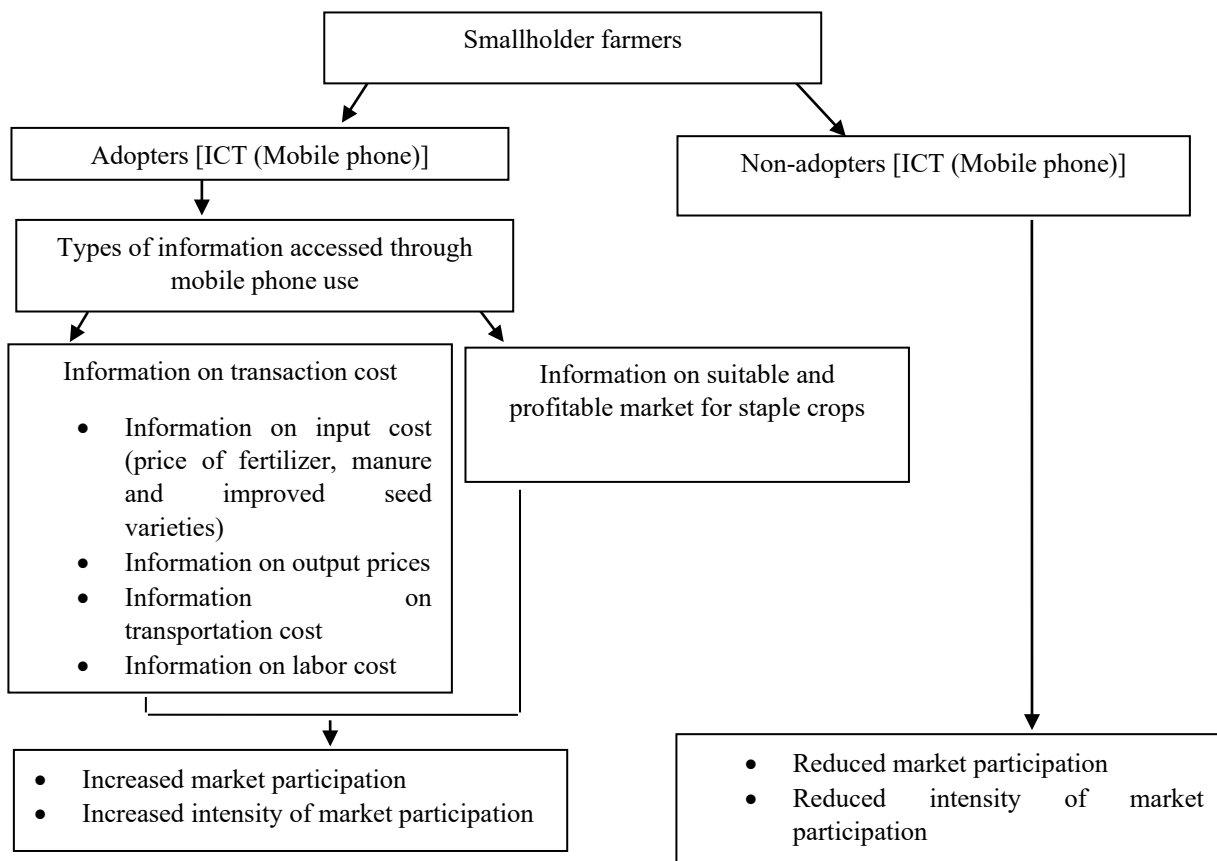 Smallholder farmers
Adopters [ICT (Mobile phone)]
Non-adopters [ICT (Mobile phone)]
Types of information accessed through
mobile phone use
Information on transaction cost
• Information on input cost
(price of fertilizer, manure
and improved seed
varieties)
• Information on output prices
• Information on
transportation cost
• Information on labor cost
Information on suitable and
profitable market for staple crops
• Increased market participation
• Increased intensity of market participation
• Reduced market participation
• Reduced intensity of market
participation